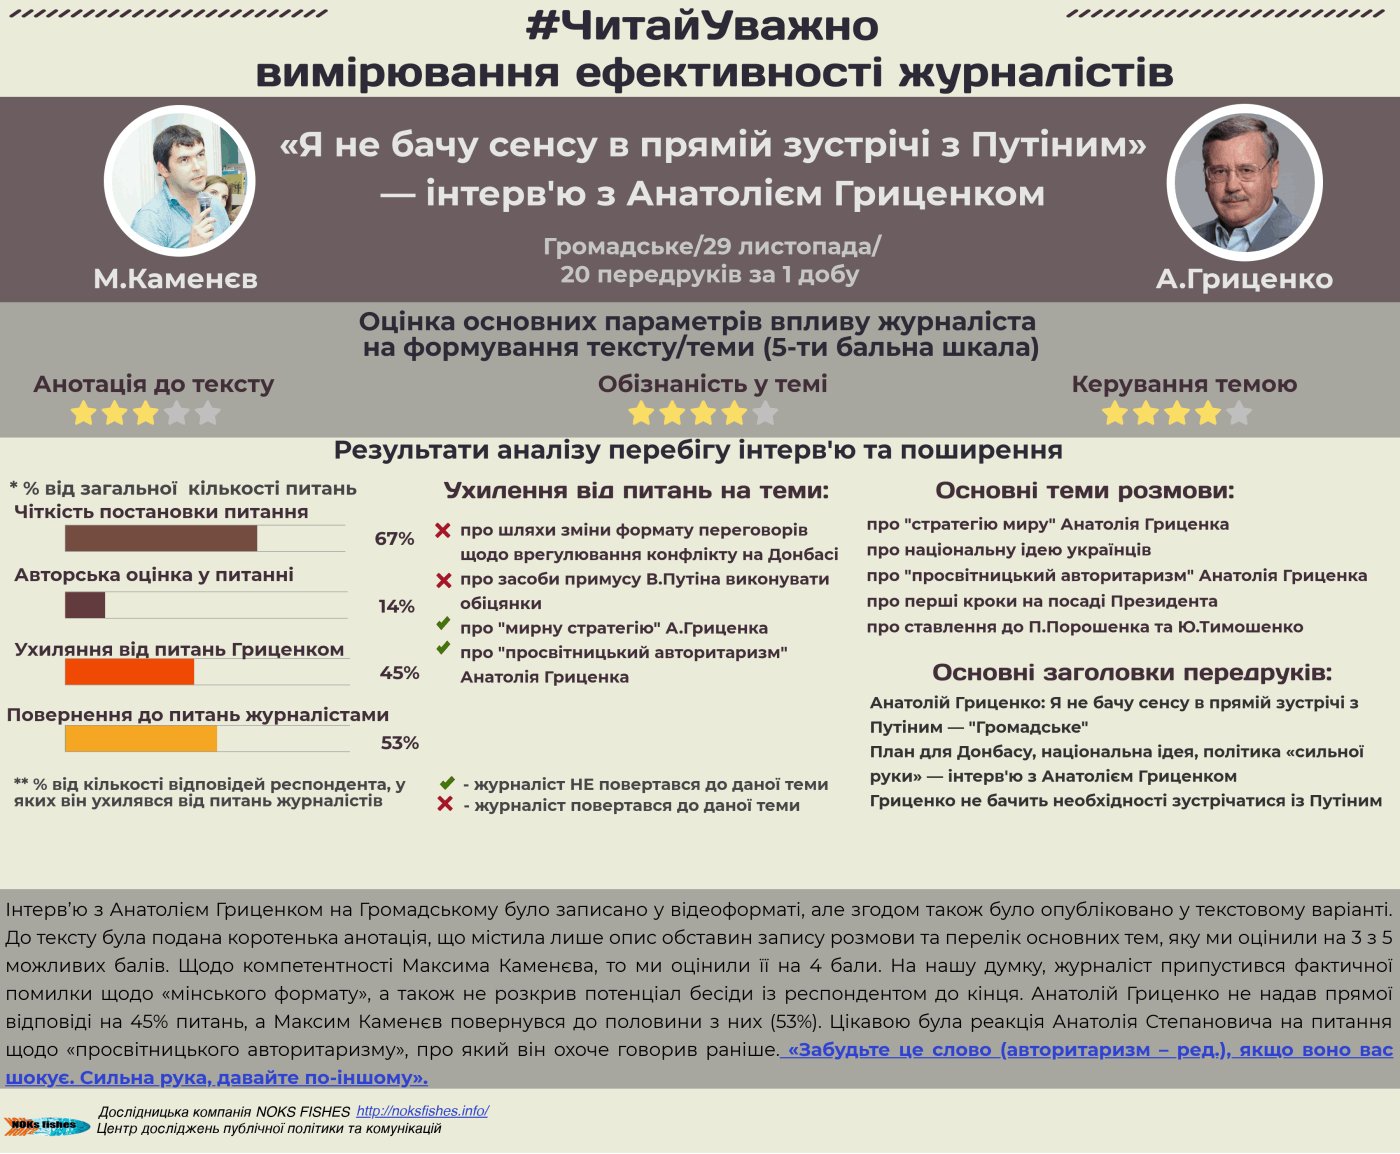 #ЧитайУважно
вимірювання ефективності журналістів
«Я не бачу сенсу в прямій зустрічі з Путіним»
— інтерв'ю з Анатолієм Гриценком
Громадське/29 листопада/
20 передруків за 1 добу
М.Каменєв
А.Гриценко
Оцінка основних параметрів впливу журналіста
на формування тексту/теми (5-ти бальна шкала)
Анотація до тексту
Обізнаність у темі
Керування темою
Результати аналізу перебігу інтерв'ю та поширення
* % від загальної кількості питань
Чіткість постановки питання
67%
Авторська оцінка у питанні
14%
Ухиляння від питань Гриценком
45%
Повернення до питань журналістами
53%
** % від кількості відповідей респондента, у
яких він ухилявся від питань журналістів
Ухилення від питань на теми:
про шляхи зміни формату переговорів
щодо врегулювання конфлікту на Донбасі
про засоби примусу В.Путіна виконувати
обіцянки
про "мирну стратегію" А.Гриценка
про "просвітницький авторитаризм"
Анатолія Гриценка
- журналіст НЕ повертався до даної теми
- журналіст повертався до даної теми
Основні теми розмови:
про "стратегію миру" Анатолія Гриценка
про національну ідею українців
про "просвітницький авторитаризм" Анатолія Гриценка
про перші кроки на посаді Президента
про ставлення до П.Порошенка та Ю.Тимошенко
Основні заголовки передруків:
Анатолій Гриценко: Я не бачу сенсу в прямій зустрічі з
Путіним — "Громадське"
План для Донбасу, національна ідея, політика «сильної
руки» — інтерв'ю з Анатолієм Гриценком
Гриценко не бачить необхідності зустрічатися із Путіним
Інтерв’ю з Анатолієм Гриценком на Громадському було записано у відеоформаті, але згодом також було опубліковано у текстовому варіанті.
До тексту була подана коротенька анотація, що містила лише опис обставин запису розмови та перелік основних тем, яку ми оцінили на 3 з 5
можливих балів. Щодо компетентності Максима Каменєва, то ми оцінили її на 4 бали. На нашу думку, журналіст припустився фактичної
помилки щодо «мінського формату», а також не розкрив потенціал бесіди із респондентом до кінця. Анатолій Гриценко не надав прямої
відповіді на 45% питань, а Максим Каменєв повернувся до половини з них (53%). Цікавою була реакція Анатолія Степановича на питання
щодо «просвітницького авторитаризму», про який він охоче говорив раніше. «Забудьте це слово (авторитаризм – ред.), якщо воно вас
шокує. Сильна рука, давайте по-іншому».
NOKs fishes
Дослідницька компанія NOKS FISHES http://noksfishes.info/
Центр досліджень публічної політики та комунікацій